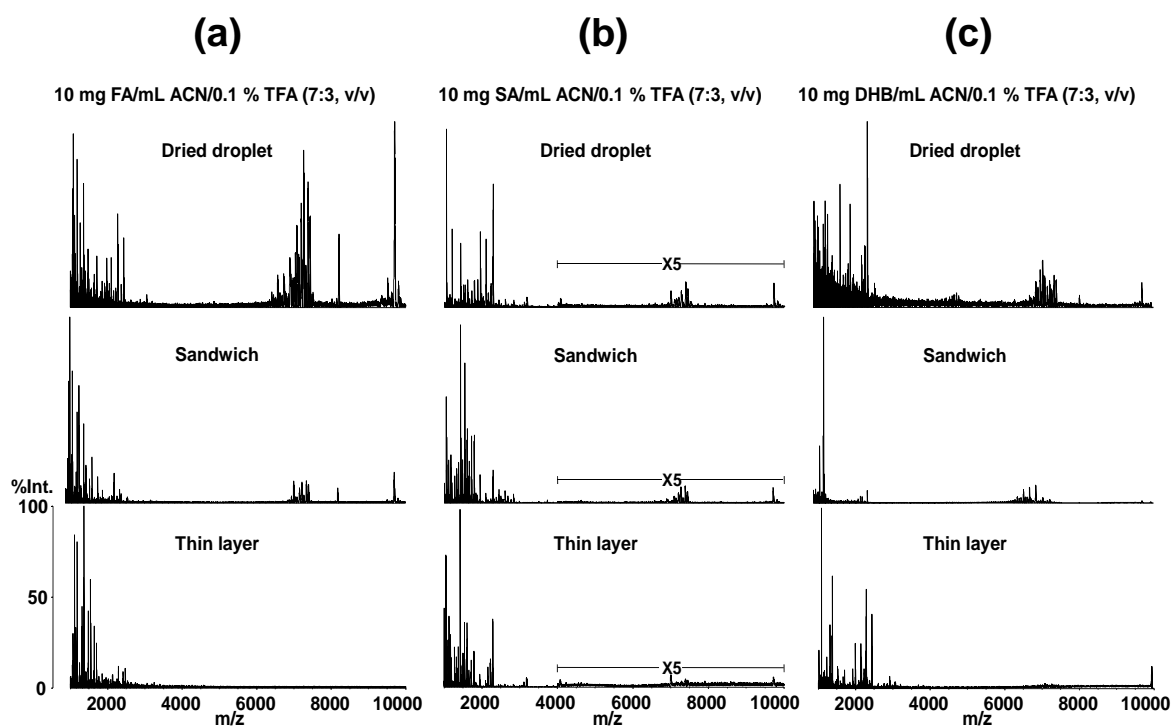 (a) (b) (c)
10 mg FA/mL ACN/0.1 % TFA (7:3, v/v) 10 mg SA/mL ACN/0.1 % TFA (7:3, v/v) 10 mg DHB/mL ACN/0.1 % TFA (7:3, v/v)
Dried droplet Dried droplet Dried droplet
X5
Sandwich Sandwich Sandwich
X5
%Int.
100
Thin layer Thin layer Thin layer
50
X5
0
2000 4000 6000 8000 10000 2000 4000 6000 8000 10000 2000 4000 6000 8000 10000
m/z m/z m/z